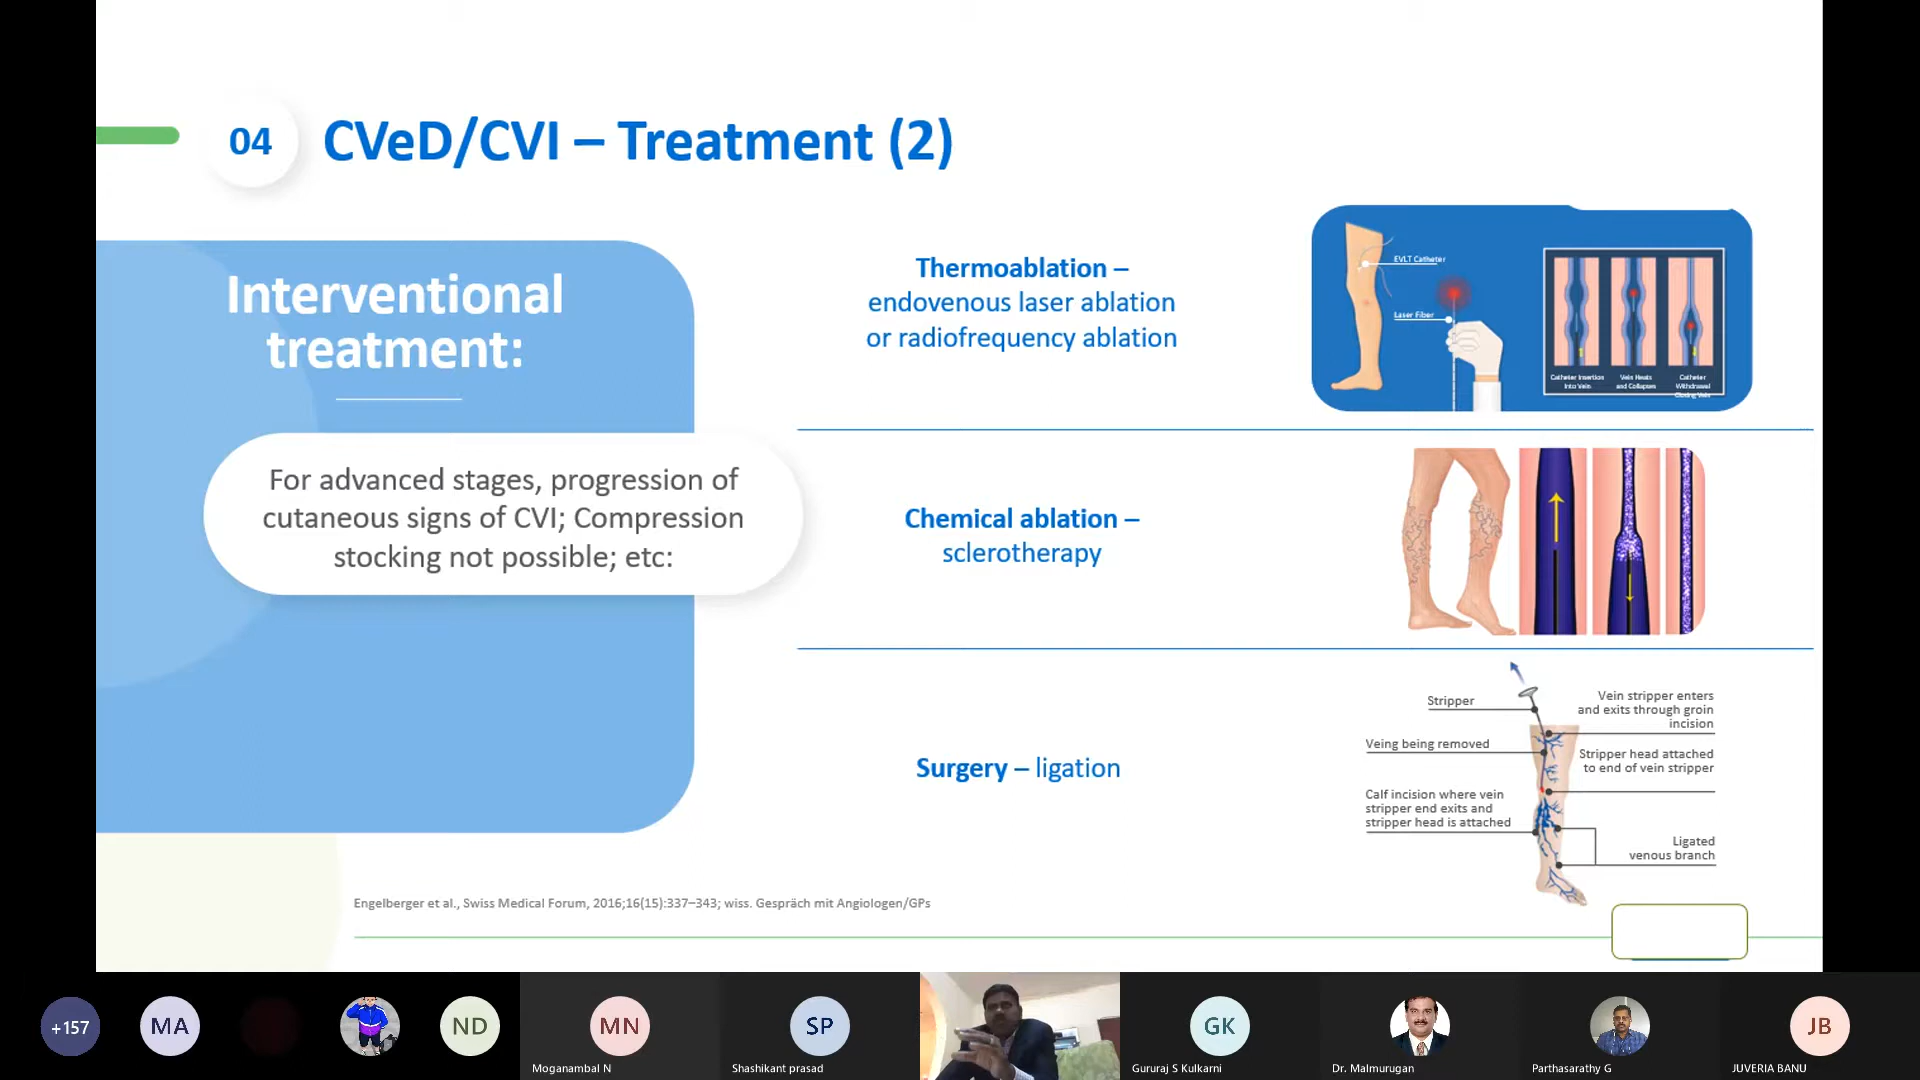 04
CVeD/CVI – Treatment (2)
Interventional
treatment:
For advanced stages, progression of
cutaneous signs of CVI; Compression
stocking not possible; etc:
Thermoablation –
endovenous laser ablation
or radiofrequency ablation
EVLT Catheter
Laser Fiber
Catheter Insertion
Into Vein
Vein Heats
and Collapses
Catheter
Withdrawal
Closing Vein
Chemical ablation –
sclerotherapy
Surgery – ligation
Stripper
Veing being removed
Calf incision where vein
stripper end exits and
stripper head is attached
Vein stripper enters
and exits through groin
incision
Stripper head attached
to end of vein stripper
Ligated
venous branch
Engelberger et al., Swiss Medical Forum, 2016;16(15):337–343; wiss. Gespräch mit Angiologen/GPs
+157
MA
ND
MN
Moganambal N
SP
Shashikant prasad
GK
Gururaj S Kulkarni
Dr. Malmurugan
Parthasarathy G
JB
JUVERIA BANU